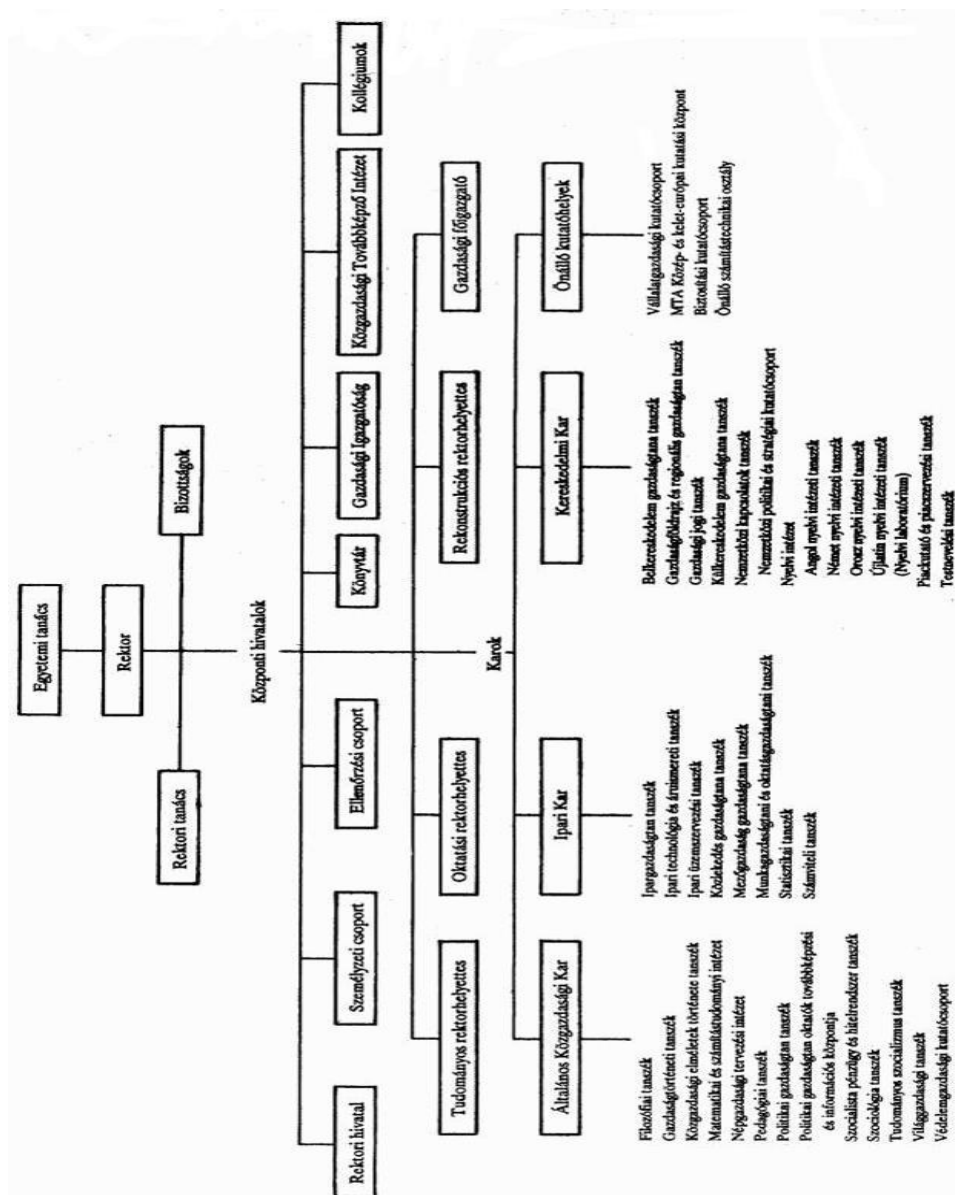 Egyetemi tanács
Rektor
Rektori tanács
Bizottságok
Központi hivatalok
Rektori hivatal
Személyzeti csoport
Ellenőrzési csoport
Könyvtár
Gazdasági Igazgatóság
Közgazdasági Továbbképző Intézet
Kollégiumok
Tudományos rektorhelyettes
Oktatási rektorhelyettes
Rekonstrukciós rektorhelyettes
Gazdasági főigazgató
Karok
Általános Közgazdasági Kar
Ipari Kar
Kereskedelmi Kar
Önálló kutatóhelyek
Filozófiai tanszék
Gazdaságtörténeti tanszék
Közgazdasági elméletek története tanszék
Matematikai és számítástudományi intézet
Népgazdasági tervezési intézet
Pedagógiai tanszék
Politikai gazdaságtan tanszék
Politikai gazdaságtan oktatók továbbképzési
és információs központja
Szocialista pénzügy és hitelrendszer tanszék
Szociológia tanszék
Tudományos szocializmus tanszék
Világgazdasági tanszék
Védelemgazdasági kutatócsoport
Ipargazdaságtan tanszék
Ipari technológia és áruismereti tanszék
Ipari üzemszervezési tanszék
Közlekedés gazdaságtana tanszék
Mezőgazdaság gazdaságtana tanszék
Munkagazdaságtani és oktatásgazdaságtani tanszék
Statisztikai tanszék
Számviteli tanszék
Belkereskedelem gazdaságtana tanszék
Gazdaságföldrajz és regionális gazdaságtan tanszék
Gazdasági jogi tanszék
Külkereskedelem gazdaságtana tanszék
Nemzetközi kapcsolatok tanszék
Nemzetközi politikai és stratégiai kutatócsoport
Nyelvi intézet
Angol nyelvi intézeti tanszék
Német nyelvi intézeti tanszék
Orosz nyelvi intézeti tanszék
Újlatin nyelvi intézeti tanszék
(Nyelvi laboratórium)
Piackutató és piacszervezési tanszék
Testnevelési tanszék
Vállalatgazdasági kutatócsoport
MTA Közép- és kelet-európai kutatási központ
Biztosítási kutatócsoport
Önálló számítástechnikai osztály